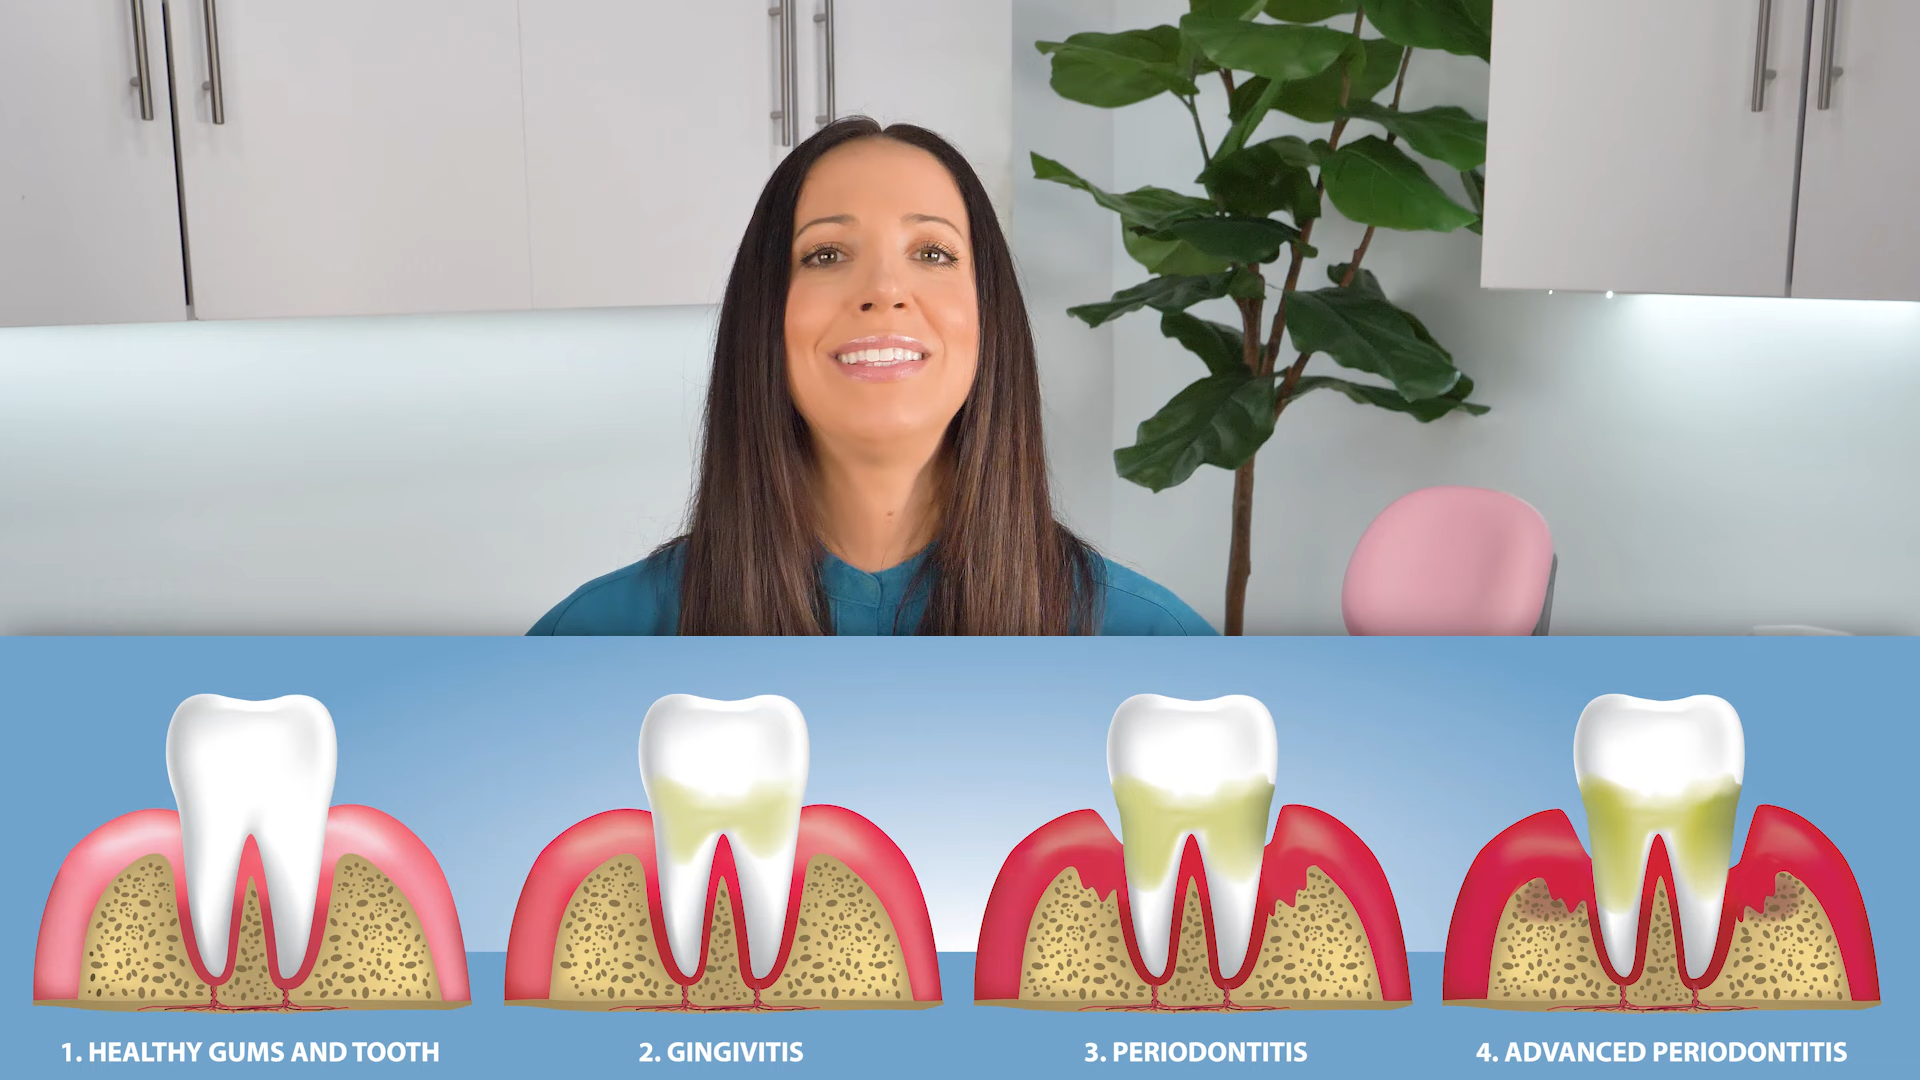 1. HEALTHY GUMS AND TOOTH
2. GINGIVITIS
3. PERIODONTITIS
4. ADVANCED PERIODONTITIS